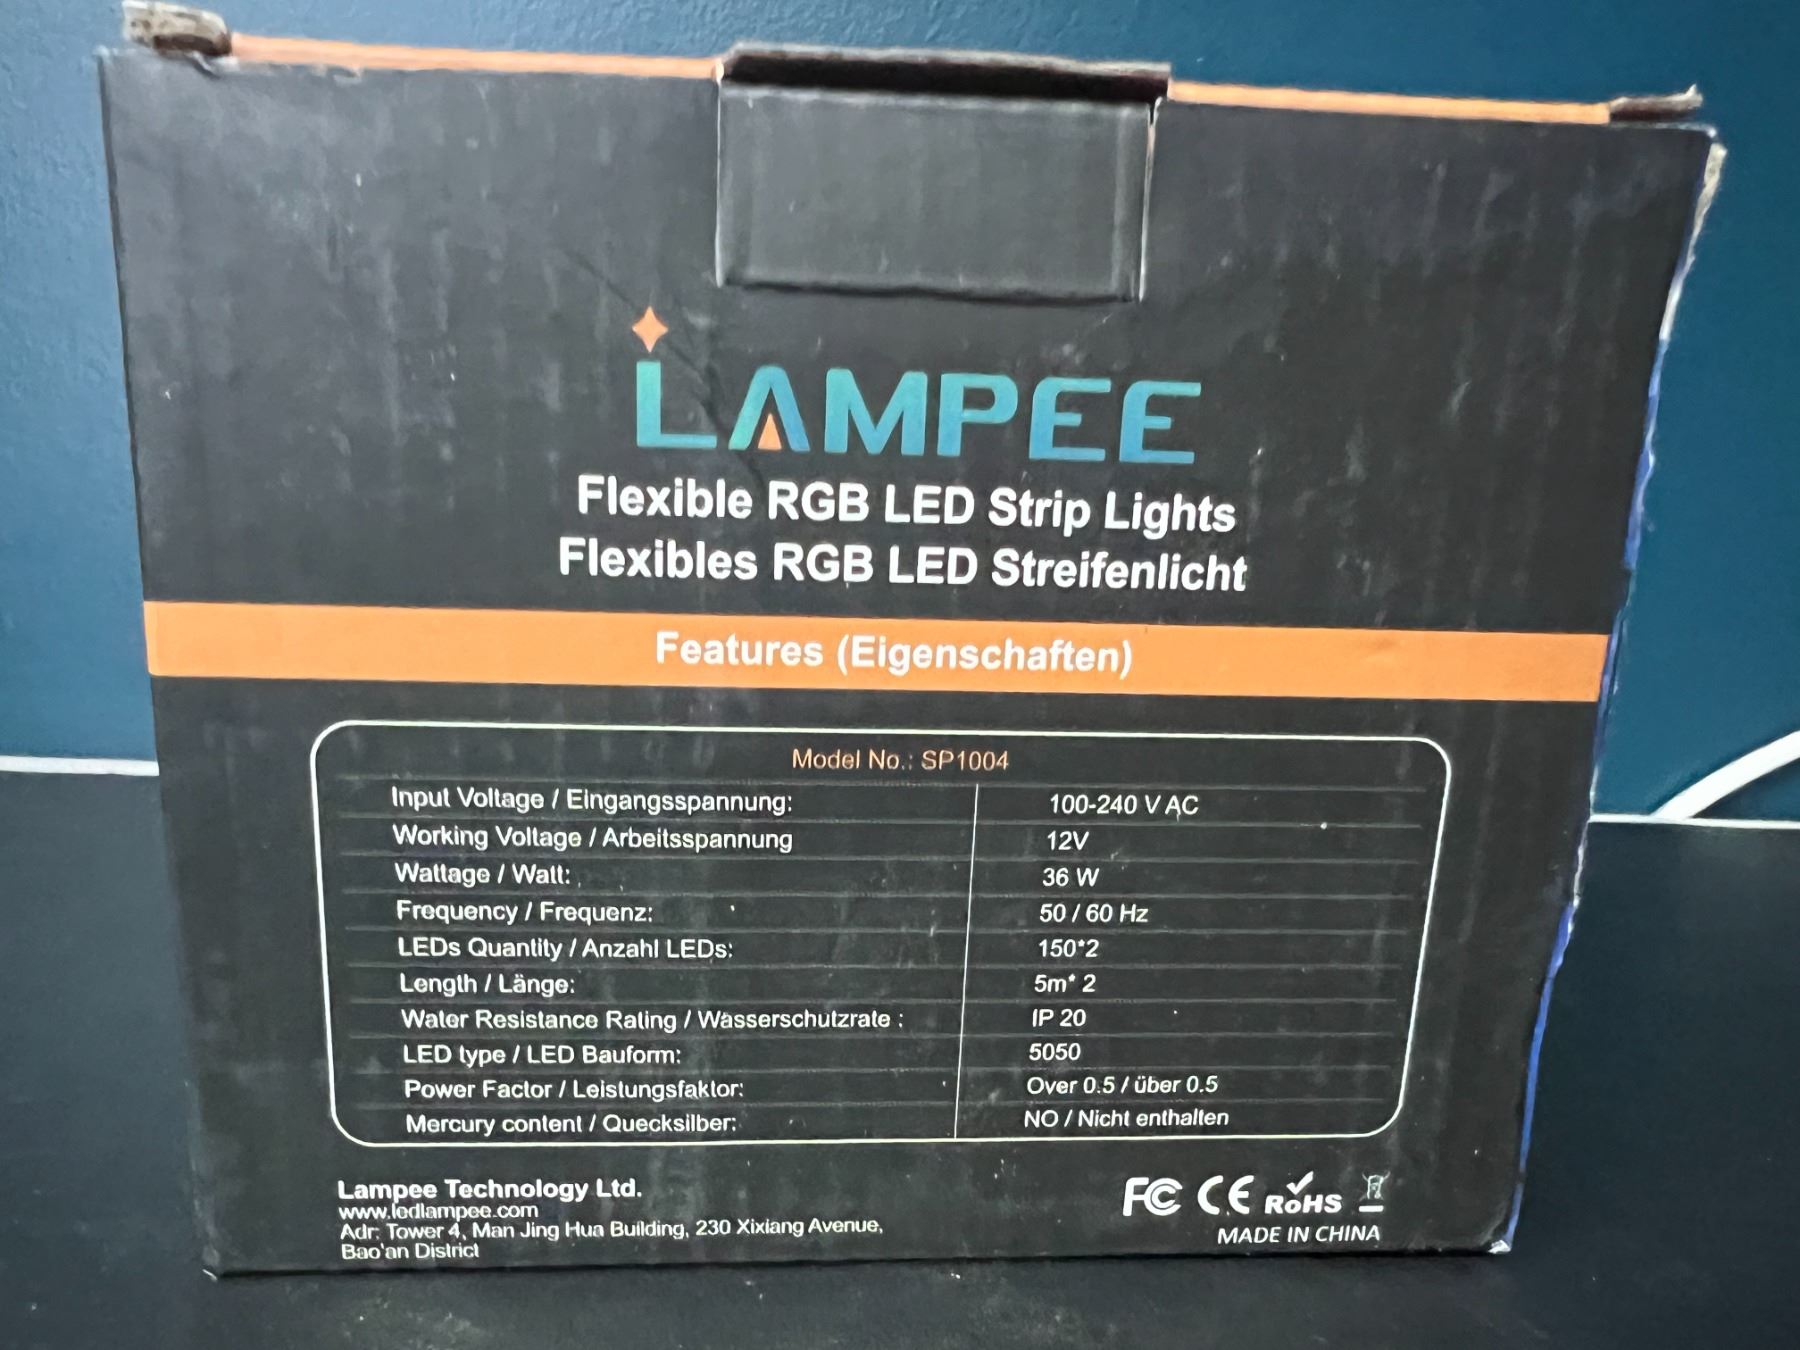 LAMPEE
Flexible RGB LED Strip Lights
Flexibles RGB LED Streifenlicht
Features (Eigenschaften)
Model No.: SP1004
Input Voltage / Eingangsspannung: 100-240 V AC
Working Voltage / Arbeitsspannung 12V
Wattage / Watt: 36 W
Frequency / Frequenz: 50 / 60 Hz
LEDs Quantity / Anzahl LEDs: 150*2
Length / Länge: 5m* 2
Water Resistance Rating / Wasserschutzrate : IP 20
LED type / LED Bauform: 5050
Power Factor / Leistungsfaktor: Over 0.5 / über 0.5
Mercury content / Quecksilber: NO / Nicht enthalten
Lampee Technology Ltd.
www.ledlampee.com
Adr: Tower 4, Man Jing Hua Building, 230 Xixiang Avenue,
Bao'an District
FC CE RoHS
MADE IN CHINA